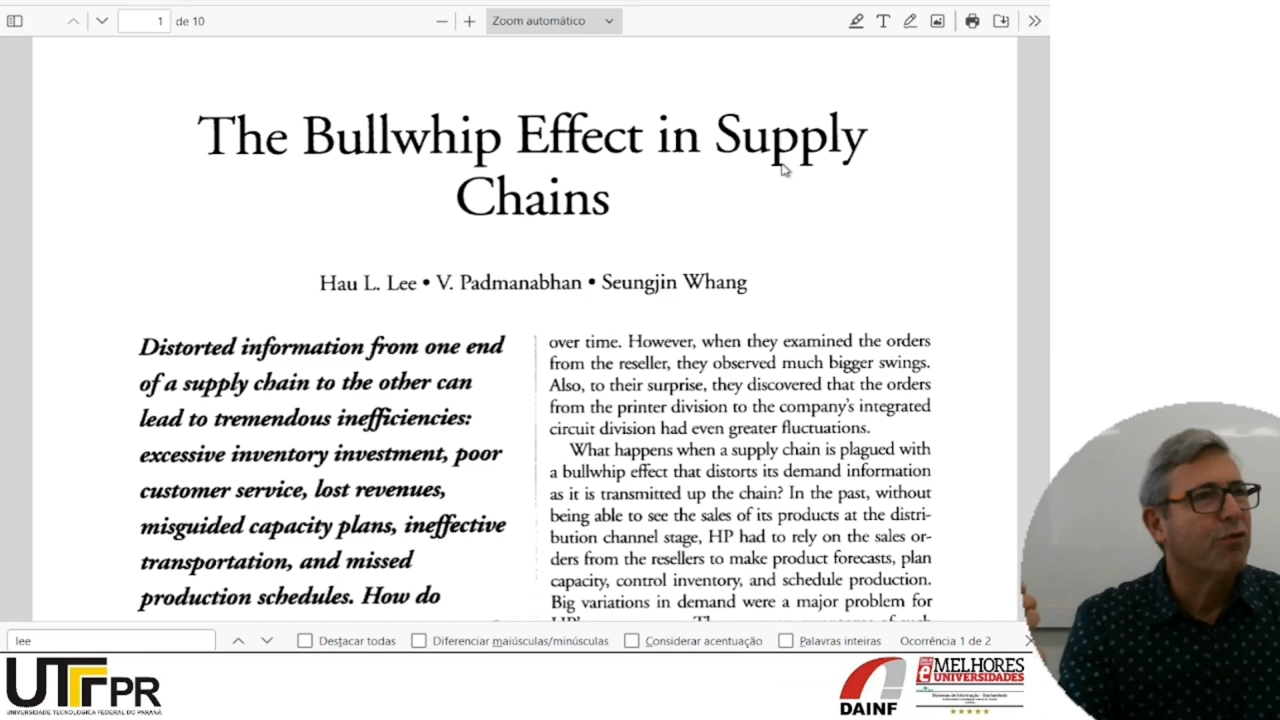 1 de 10
Zoom automático
The Bullwhip Effect in Supply
Chains
Hau L. Lee • V. Padmanabhan • Seungjin Whang
Distorted information from one end
of a supply chain to the other can
lead to tremendous inefficiencies:
excessive inventory investment, poor
customer service, lost revenues,
misguided capacity plans, ineffective
transportation, and missed
production schedules. How do
over time. However, when they examined the orders
from the reseller, they observed much bigger swings.
Also, to their surprise, they discovered that the orders
from the printer division to the company's integrated
circuit division had even greater fluctuations.
What happens when a supply chain is plagued with
a bullwhip effect that distorts its demand information
as it is transmitted up the chain? In the past, without
being able to see the sales of its products at the distri-
bution channel stage, HP had to rely on the sales or-
ders from the resellers to make product forecasts, plan
capacity, control inventory, and schedule production.
Big variations in demand were a major problem for
lee
Destacar todas
Diferenciar maiúsculas/minúsculas
Considerar acentuação
Palavras inteiras
Ocorrência 1 de 2
UTFPR
UNIVERSIDADE TECNOLÓGICA FEDERAL DO PARANÁ
DAINF
MELHORES
UNIVERSIDADES